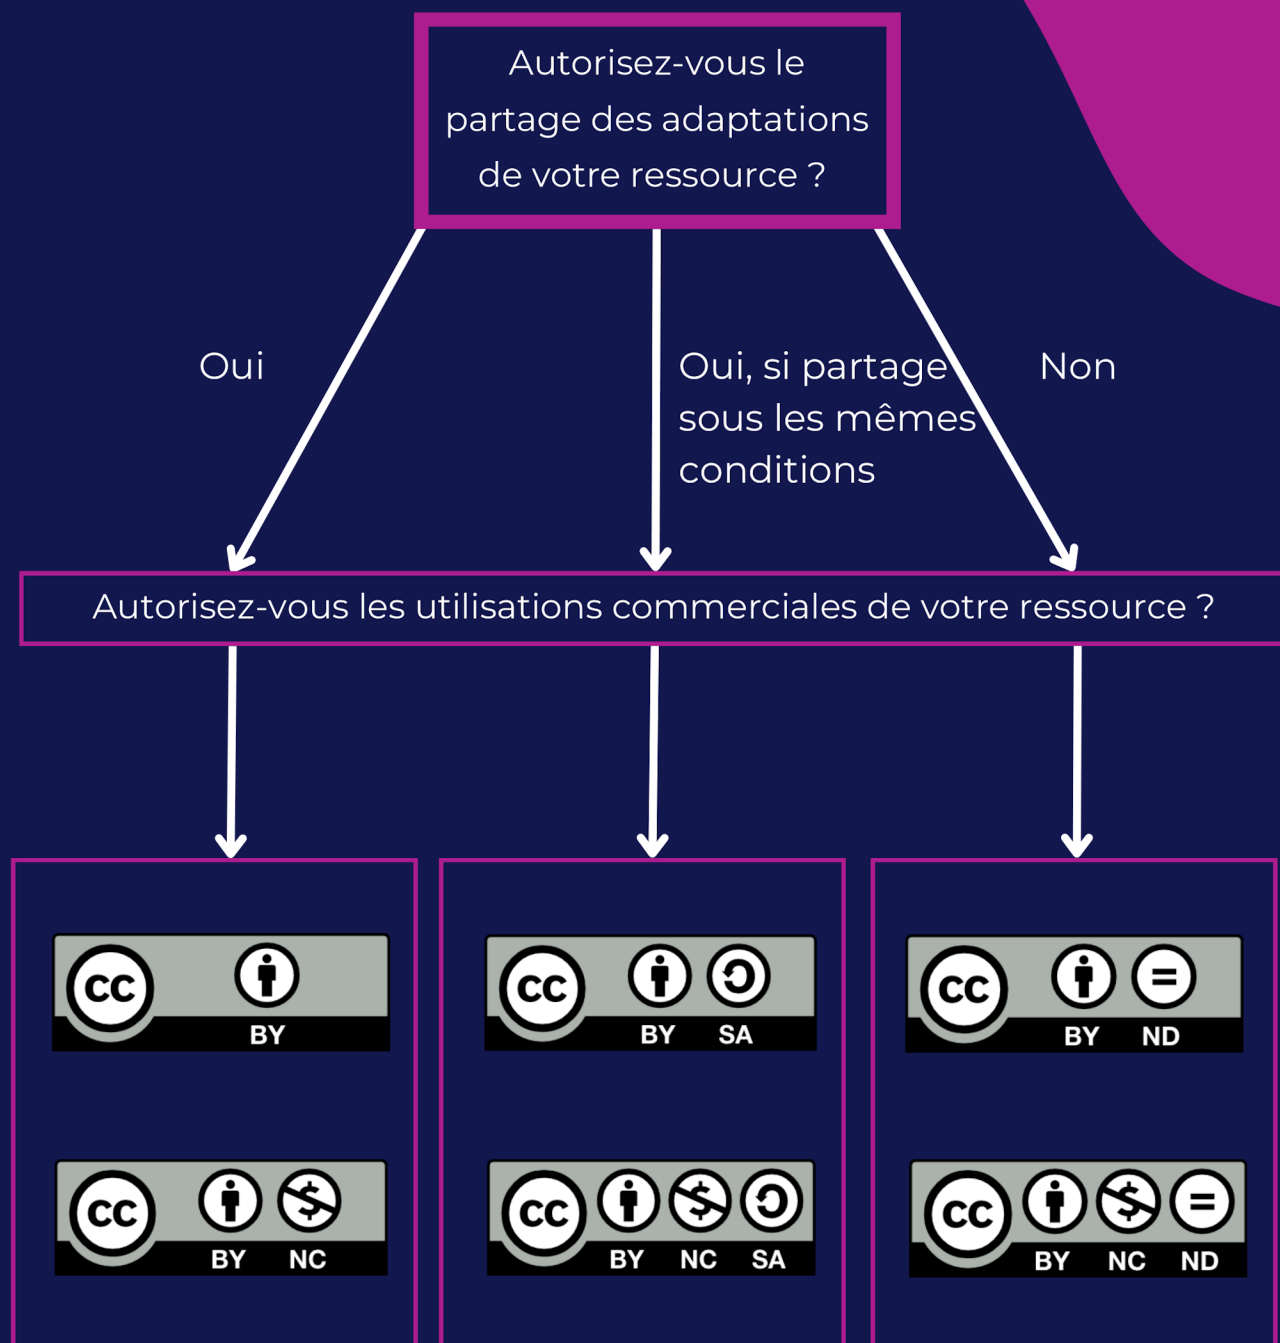 Autorisez-vous le
partage des adaptations
de votre ressource ?
Oui
Oui, si partage
sous les mêmes
conditions
Non
Autorisez-vous les utilisations commerciales de votre ressource ?
CC BY
CC BY SA
CC BY ND
CC BY NC
CC BY NC SA
CC BY NC ND